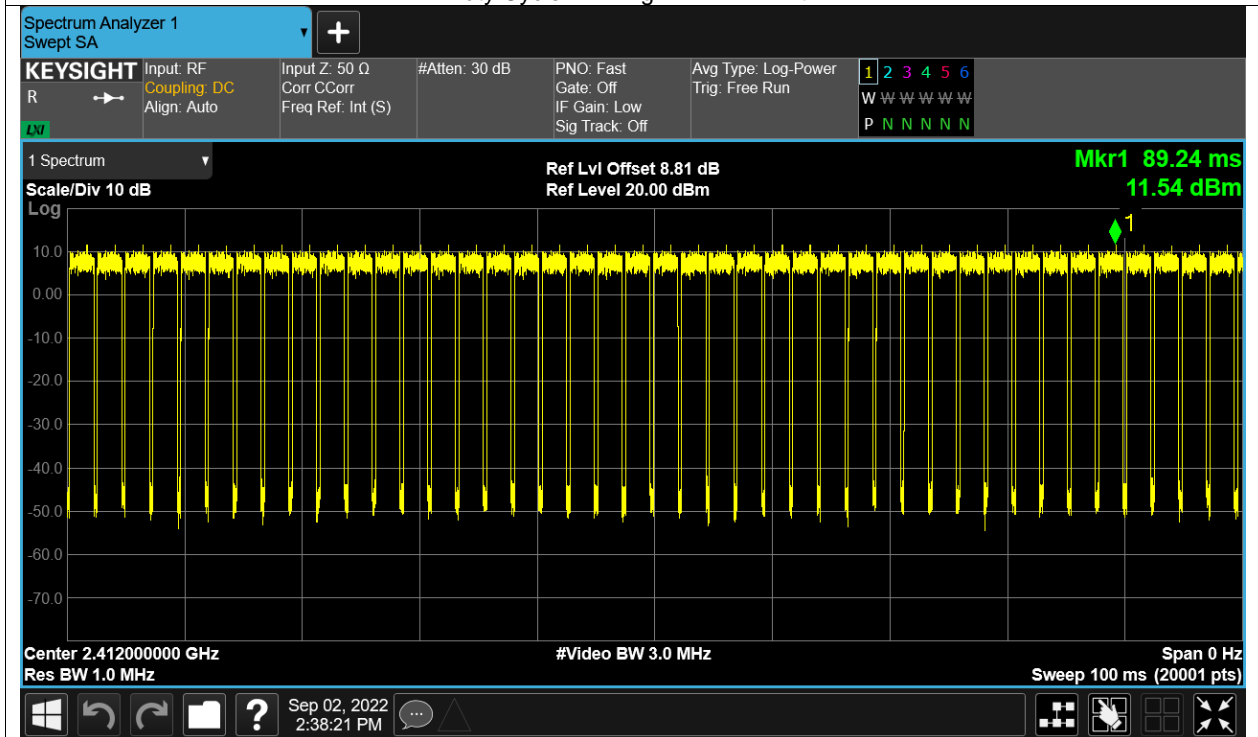 Spectrum Analyzer 1
Swept SA
KEYSIGHT
R
LXI
Input: RF
Coupling: DC
Align: Auto
Input Z: 50 Ω
Corr CCorr
Freq Ref: Int (S)
#Atten: 30 dB
PNO: Fast
Gate: Off
IF Gain: Low
Sig Track: Off
Avg Type: Log-Power
Trig: Free Run
1 2 3 4 5 6
W W W W W W
P N N N N N
1 Spectrum
Scale/Div 10 dB
Log
Ref Lvl Offset 8.81 dB
Ref Level 20.00 dBm
Mkr1 89.24 ms
11.54 dBm
1
10.0
0.00
-10.0
-20.0
-30.0
-40.0
-50.0
-60.0
-70.0
Center 2.412000000 GHz
Res BW 1.0 MHz
#Video BW 3.0 MHz
Span 0 Hz
Sweep 100 ms (20001 pts)
?
Sep 02, 2022
2:38:21 PM